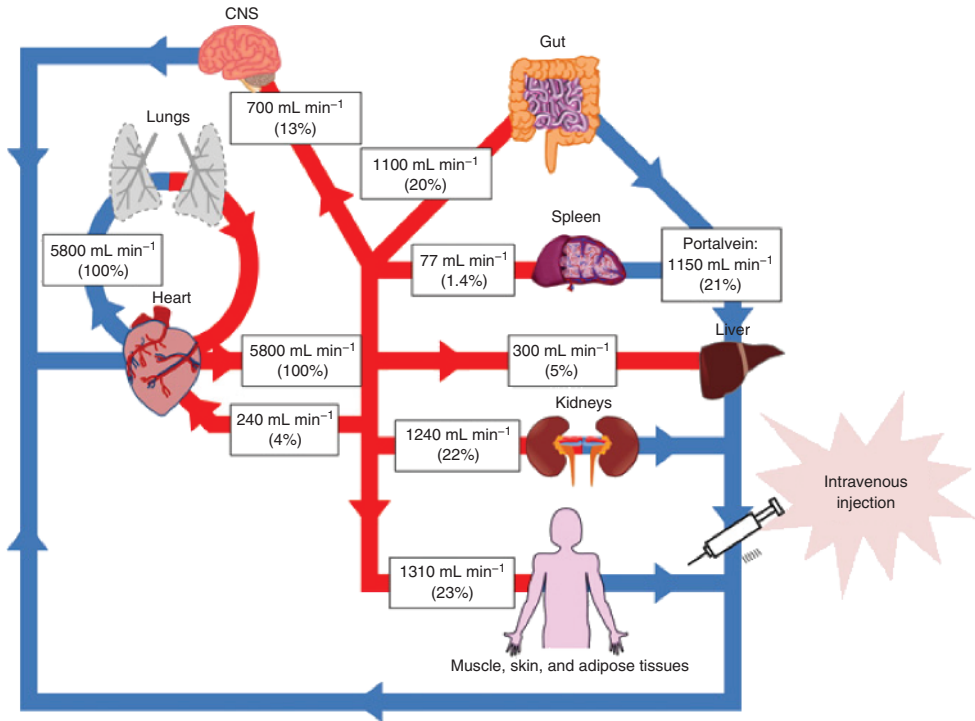 CNS
Gut
700 mL min⁻¹
(13%)
Lungs
1100 mL min⁻¹
(20%)
Spleen
5800 mL min⁻¹
(100%)
77 mL min⁻¹
(1.4%)
Portalvein:
1150 mL min⁻¹
(21%)
Heart
5800 mL min⁻¹
(100%)
300 mL min⁻¹
(5%)
Liver
240 mL min⁻¹
(4%)
1240 mL min⁻¹
(22%)
Kidneys
Intravenous
injection
1310 mL min⁻¹
(23%)
Muscle, skin, and adipose tissues